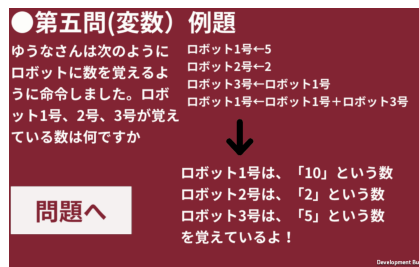 ●第五問(変数）例題
ゆうなさんは次のように
ロボットに数を覚えるよ
うに命令しました。ロボ
ット1号、2号、3号が覚え
ている数は何ですか
ロボット1号←5
ロボット2号←2
ロボット3号←ロボット1号
ロボット1号←ロボット1号＋ロボット3号
ロボット1号は、「10」という数
ロボット2号は、「2」という数
ロボット3号は、「5」という数
を覚えているよ！
問題へ
Development Bu